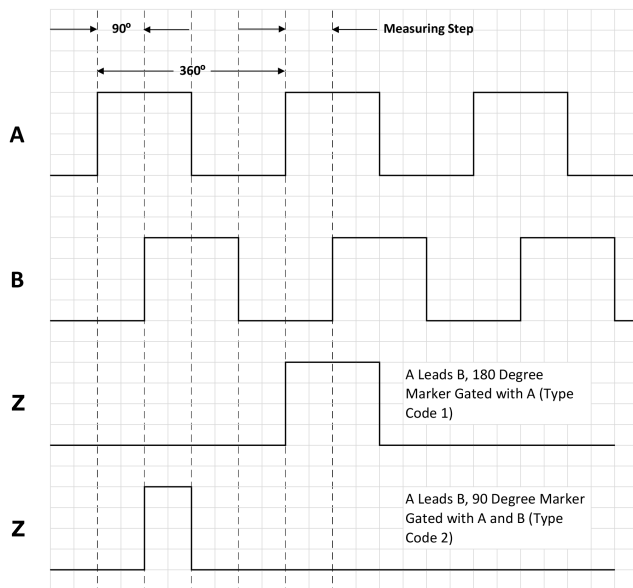 90º
Measuring Step
360º
A
B
Z
A Leads B, 180 Degree
Marker Gated with A (Type
Code 1)
Z
A Leads B, 90 Degree Marker
Gated with A and B (Type
Code 2)